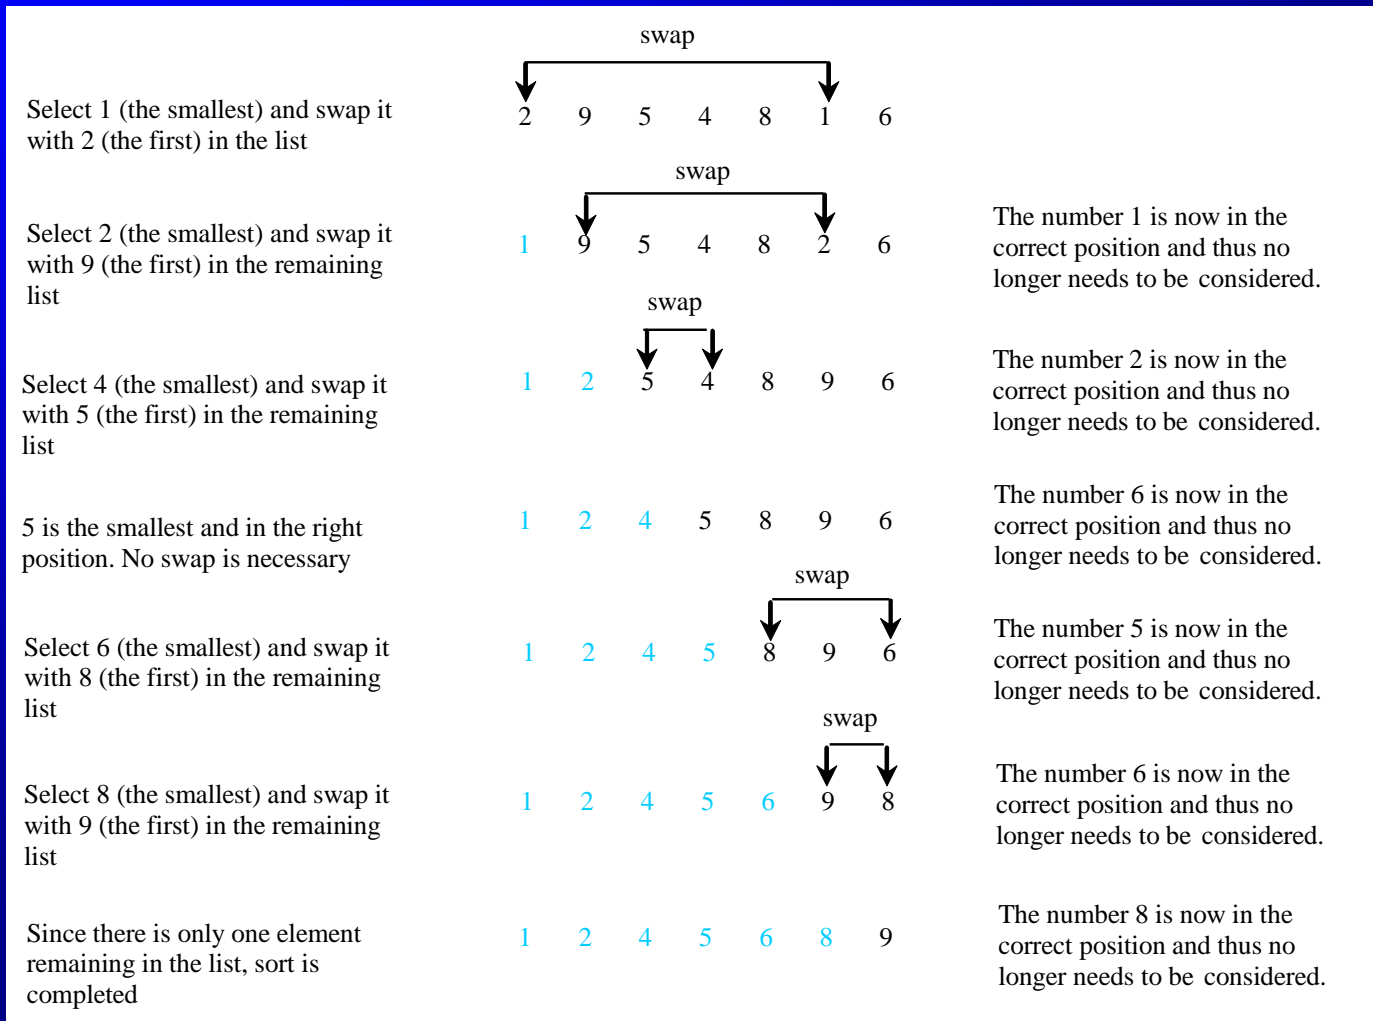 swap
Select 1 (the smallest) and swap it
with 2 (the first) in the list
2 9 5 4 8 1 6
swap
Select 2 (the smallest) and swap it
with 9 (the first) in the remaining
list
1 9 5 4 8 2 6
The number 1 is now in the
correct position and thus no
longer needs to be considered.
swap
Select 4 (the smallest) and swap it
with 5 (the first) in the remaining
list
1 2 5 4 8 9 6
The number 2 is now in the
correct position and thus no
longer needs to be considered.
5 is the smallest and in the right
position. No swap is necessary
1 2 4 5 8 9 6
The number 6 is now in the
correct position and thus no
longer needs to be considered.
swap
Select 6 (the smallest) and swap it
with 8 (the first) in the remaining
list
1 2 4 5 8 9 6
The number 5 is now in the
correct position and thus no
longer needs to be considered.
swap
Select 8 (the smallest) and swap it
with 9 (the first) in the remaining
list
1 2 4 5 6 9 8
The number 6 is now in the
correct position and thus no
longer needs to be considered.
Since there is only one element
remaining in the list, sort is
completed
1 2 4 5 6 8 9
The number 8 is now in the
correct position and thus no
longer needs to be considered.